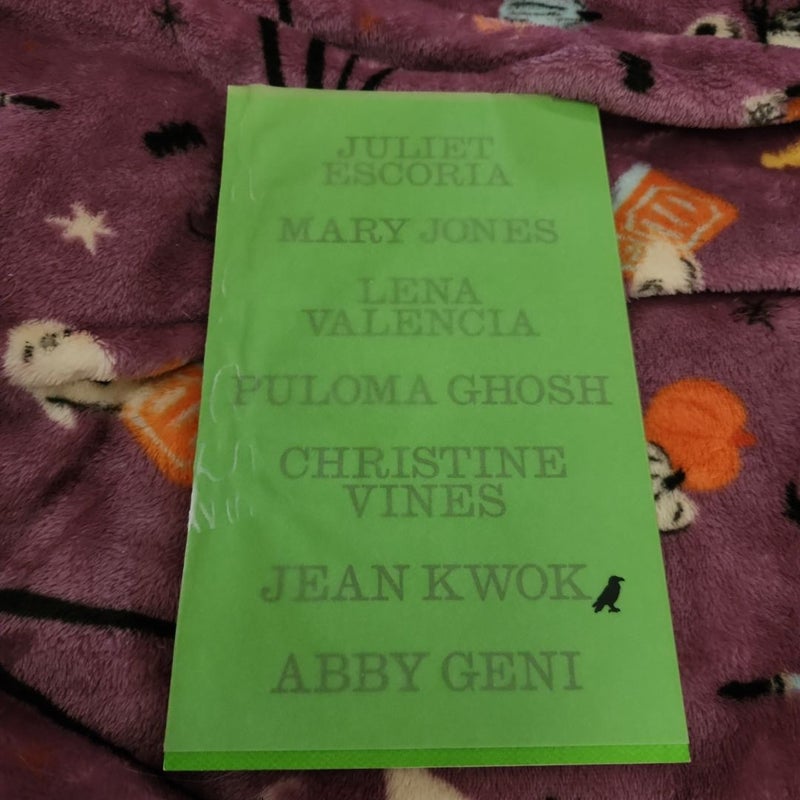 JULIET
ESCORIA
MARY JONES
LENA
VALENCIA
PULOMA GHOSH
CHRISTINE
VINES
JEAN KWOK
ABBY GENI